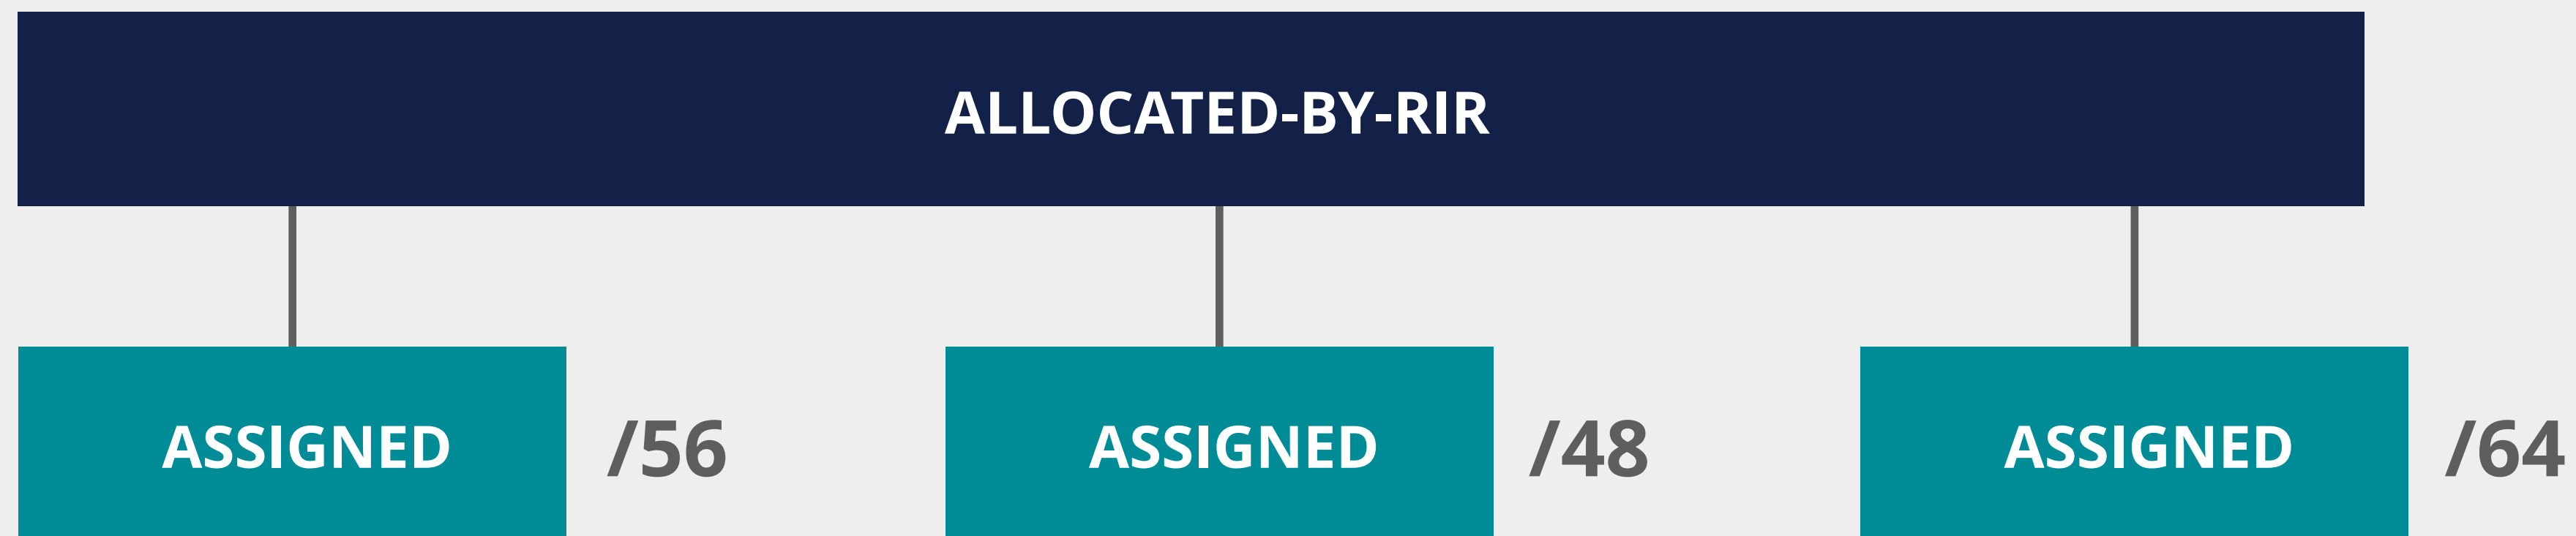 ALLOCATED-BY-RIR
ASSIGNED /56 ASSIGNED /48 ASSIGNED /64